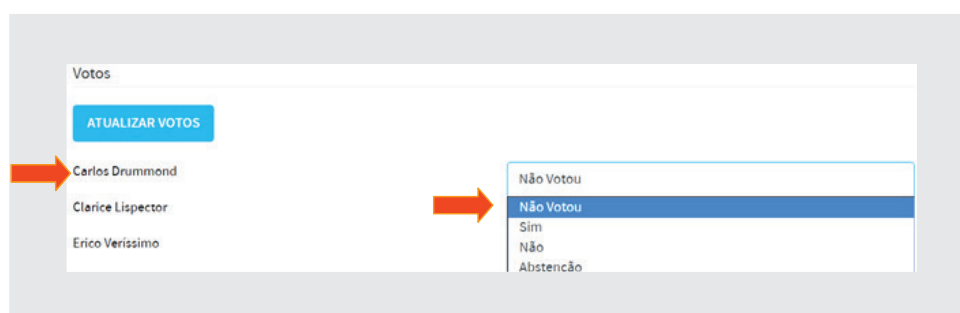 Votos
ATUALIZAR VOTOS
Carlos Drummond
Não Votou
Clarice Lispector
Não Votou
Sim
Erico Veríssimo
Não
Abstenção